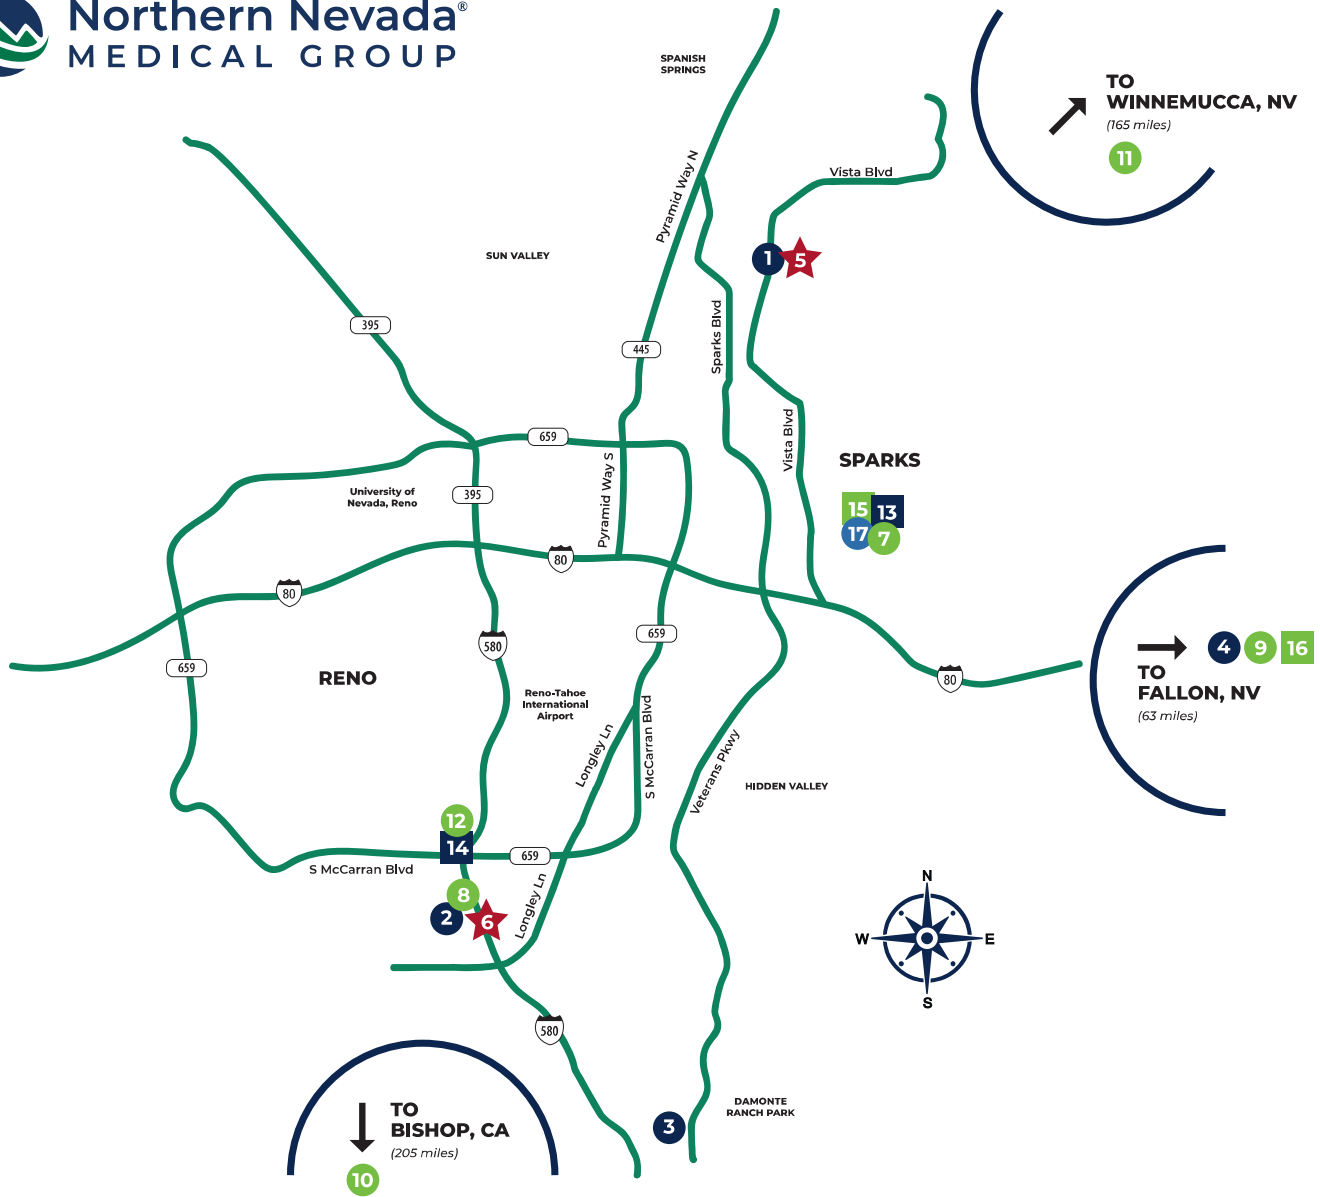 Northern Nevada®
MEDICAL GROUP
SPANISH
SPRINGS
TO
WINNEMUCCA, NV
(165 miles)
11
Vista Blvd
Pyramid Way N
SUN VALLEY
1
5
395
445
Sparks Blvd
659
Vista Blvd
SPARKS
University of
Nevada, Reno
395
Pyramid Way S
15
13
17
7
80
80
580
659
659
4
9
16
TO
FALLON, NV
(63 miles)
RENO
80
Reno-Tahoe
International
Airport
Longley Ln
S McCarran Blvd
Veterans Pkwy
HIDDEN VALLEY
12
14
659
S McCarran Blvd
8
2
6
Longley Ln
N
W
E
S
580
TO
BISHOP, CA
(205 miles)
10
3
DAMONTE
RANCH PARK